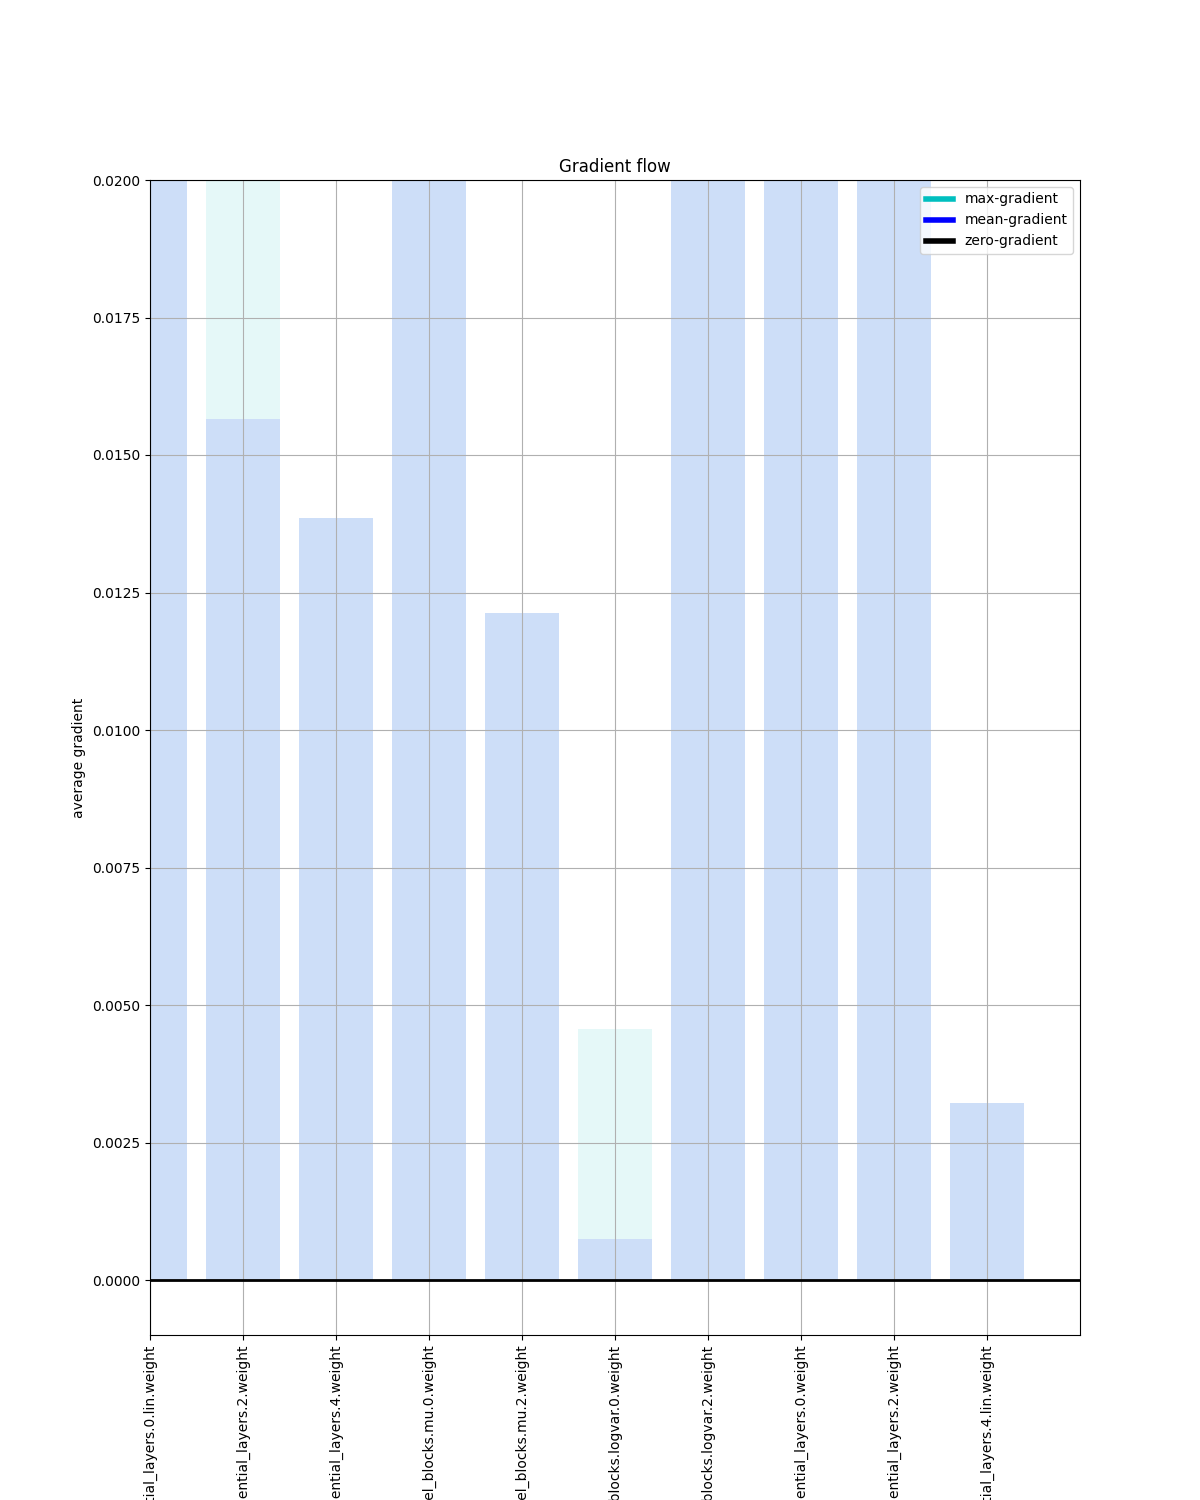 Gradient flow
max-gradient
mean-gradient
zero-gradient
0.0200
0.0175
0.0150
0.0125
0.0100
0.0075
0.0050
0.0025
0.0000
average gradient
tial_layers.0.lin.weight
ential_layers.2.weight
ential_layers.4.weight
el_blocks.mu.0.weight
el_blocks.mu.2.weight
blocks.logvar.0.weight
blocks.logvar.2.weight
ential_layers.0.weight
ential_layers.2.weight
tial_layers.4.lin.weight